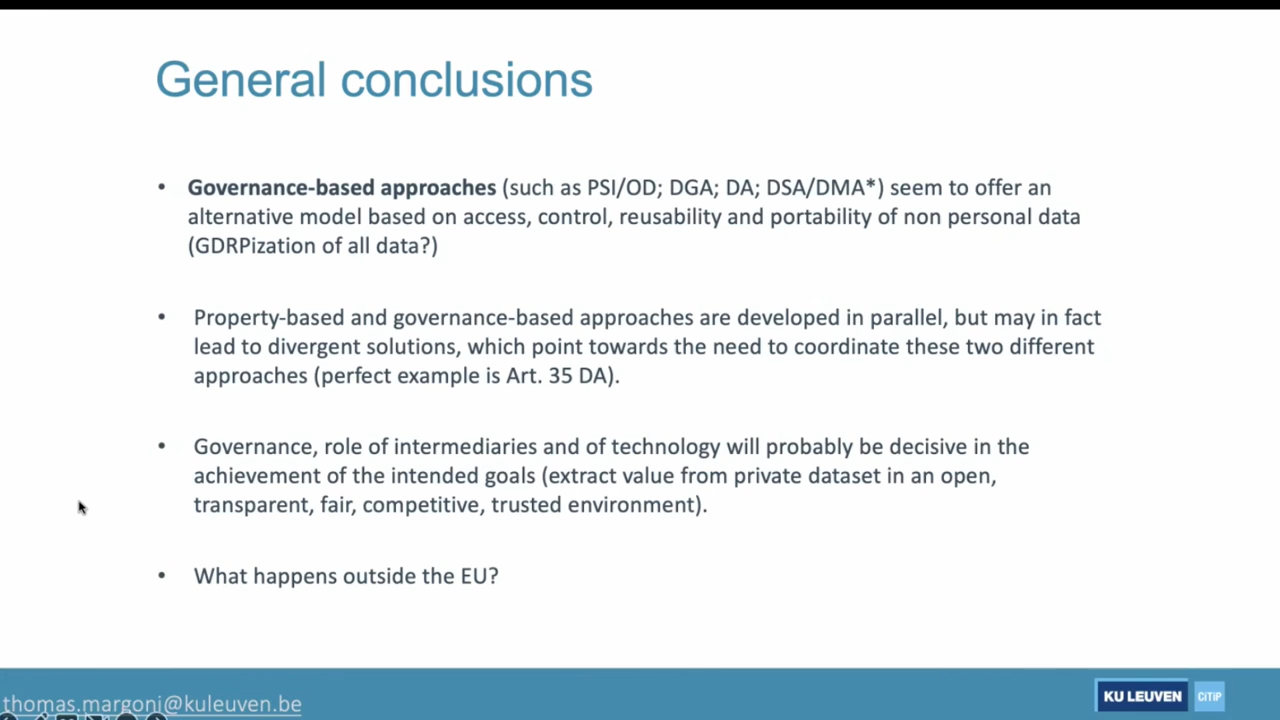 General conclusions
• Governance-based approaches (such as PSI/OD; DGA; DA; DSA/DMA*) seem to offer an
alternative model based on access, control, reusability and portability of non personal data
(GDRPization of all data?)
• Property-based and governance-based approaches are developed in parallel, but may in fact
lead to divergent solutions, which point towards the need to coordinate these two different
approaches (perfect example is Art. 35 DA).
• Governance, role of intermediaries and of technology will probably be decisive in the
achievement of the intended goals (extract value from private dataset in an open,
transparent, fair, competitive, trusted environment).
• What happens outside the EU?
thomas.margoni@kuleuven.be
KU LEUVEN CiTiP